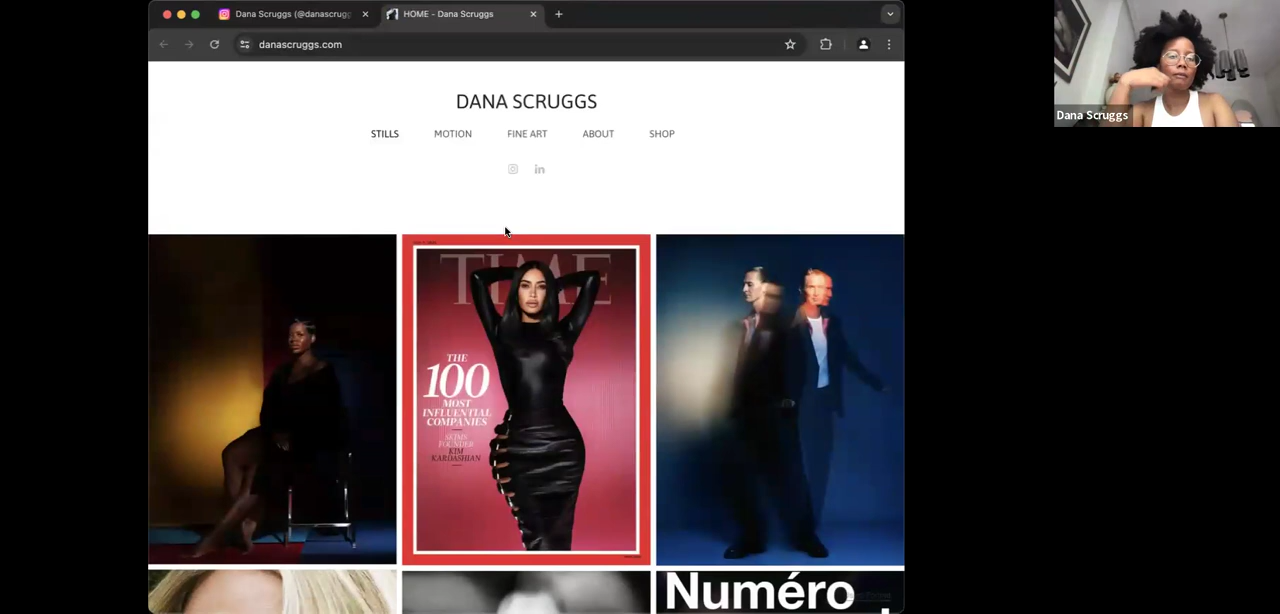 Dana Scruggs (@danascrugg
HOME - Dana Scruggs
danascruggs.com
DANA SCRUGGS
STILLS MOTION FINE ART ABOUT SHOP
TIME
THE
100
MOST
INFLUENTIAL
COMPANIES
SKIMS
FOUNDER
KIM
KARDASHIAN
Numéro
Dana Scruggs